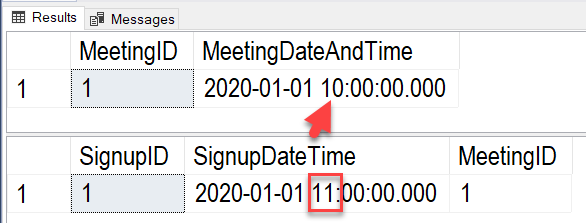 Results Messages
MeetingID MeetingDateAndTime
1 1 2020-01-01 10:00:00.000
SignupID SignupDateTime MeetingID
1 1 2020-01-01 11:00:00.000 1